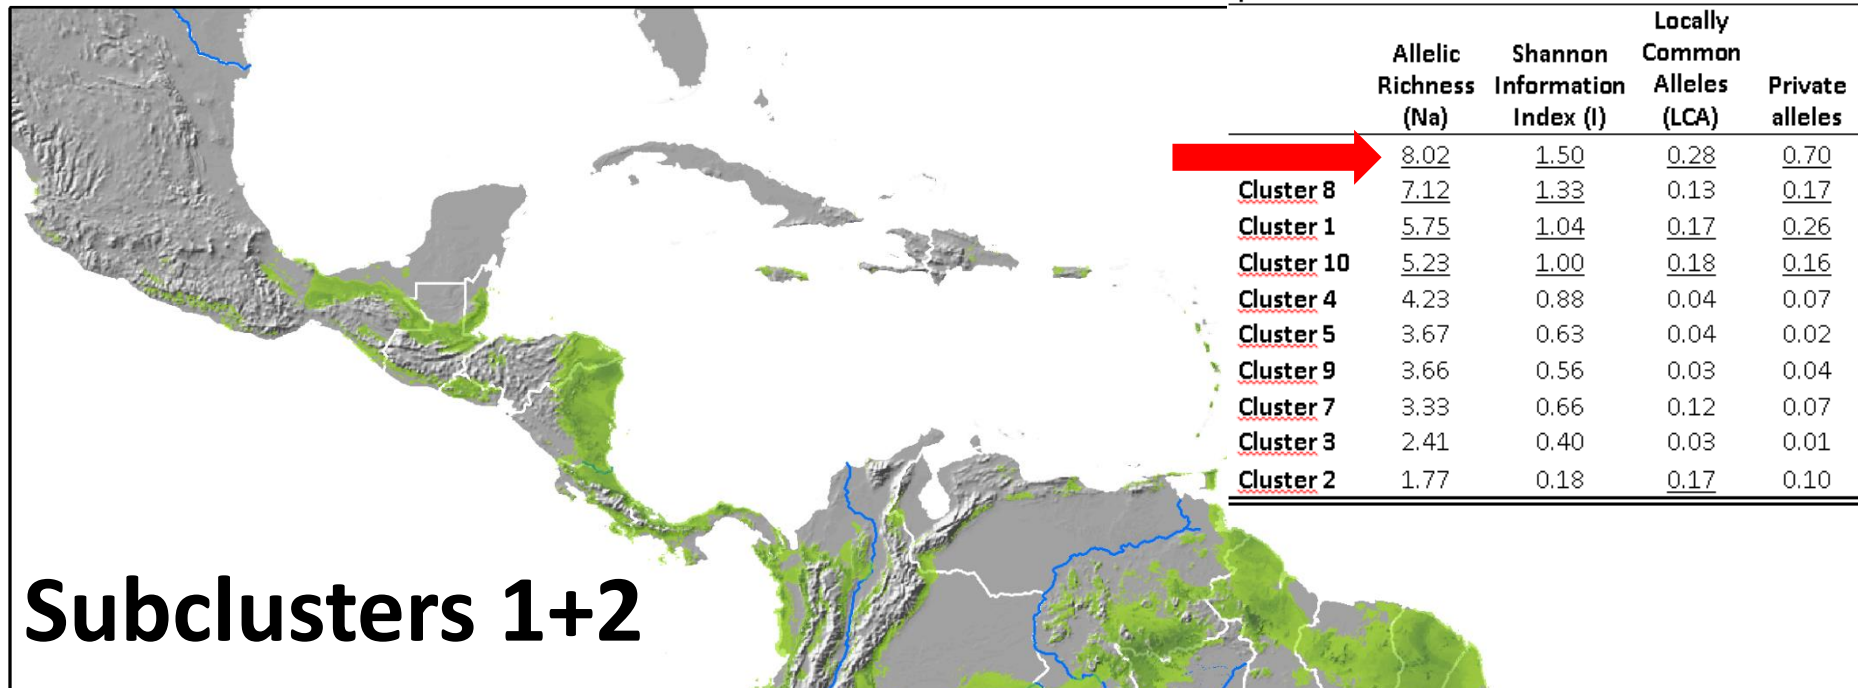 Locally
Allelic Shannon Common
Richness Information Alleles Private
(Na) Index (I) (LCA) alleles
8.02 1.50 0.28 0.70
Cluster 8 7.12 1.33 0.13 0.17
Cluster 1 5.75 1.04 0.17 0.26
Cluster 10 5.23 1.00 0.18 0.16
Cluster 4 4.23 0.88 0.04 0.07
Cluster 5 3.67 0.63 0.04 0.02
Cluster 9 3.66 0.56 0.03 0.04
Cluster 7 3.33 0.66 0.12 0.07
Cluster 3 2.41 0.40 0.03 0.01
Cluster 2 1.77 0.18 0.17 0.10
Subclusters 1+2